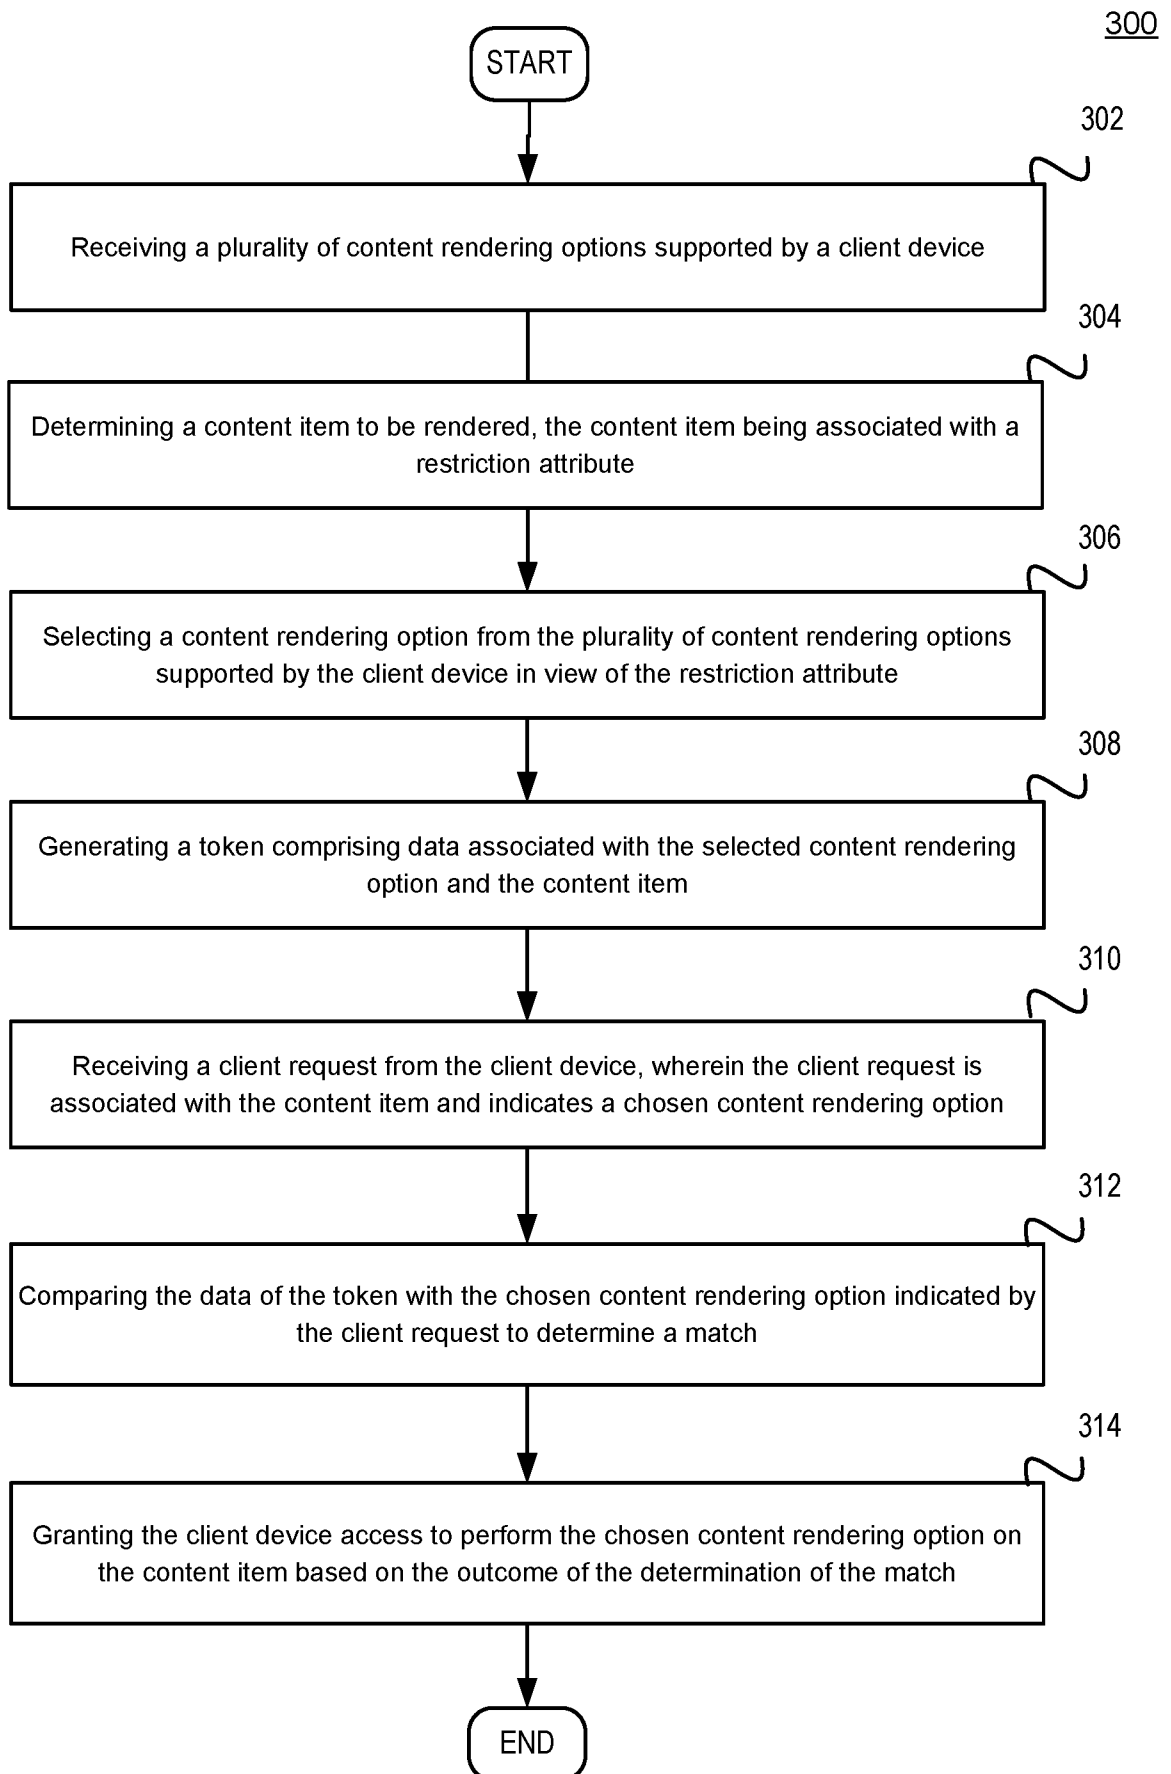 300
START
302
Receiving a plurality of content rendering options supported by a client device
304
Determining a content item to be rendered, the content item being associated with a
restriction attribute
306
Selecting a content rendering option from the plurality of content rendering options
supported by the client device in view of the restriction attribute
308
Generating a token comprising data associated with the selected content rendering
option and the content item
310
Receiving a client request from the client device, wherein the client request is
associated with the content item and indicates a chosen content rendering option
312
Comparing the data of the token with the chosen content rendering option indicated by
the client request to determine a match
314
Granting the client device access to perform the chosen content rendering option on
the content item based on the outcome of the determination of the match
END